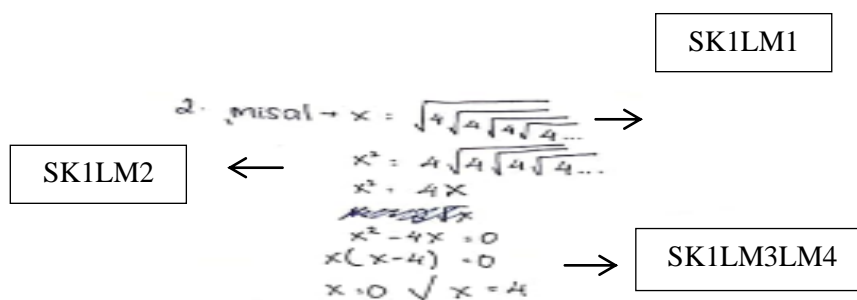 SK1LM1
2. misal → x = √4√4√4√4...
SK1LM2
x² = 4√4√4√4...
x² = 4x
x² - 4x = 0
x(x-4) = 0
SK1LM3LM4
x = 0 √ x = 4